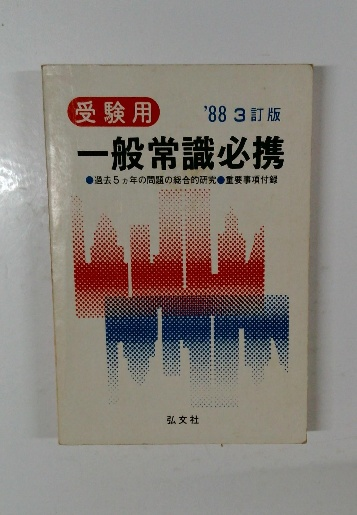 受験用
'88 3訂版
一般常識必携
●過去5ヵ年の問題の総合的研究●重要事項付録
弘文社